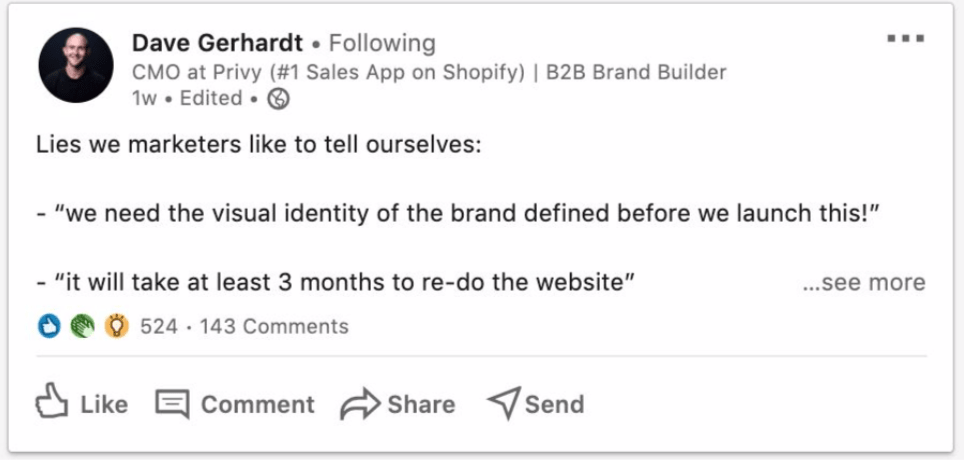 Dave Gerhardt • Following
CMO at Privy (#1 Sales App on Shopify) | B2B Brand Builder
1w • Edited •
Lies we marketers like to tell ourselves:
- “we need the visual identity of the brand defined before we launch this!”
- “it will take at least 3 months to re-do the website” ...see more
524 · 143 Comments
Like Comment Share Send